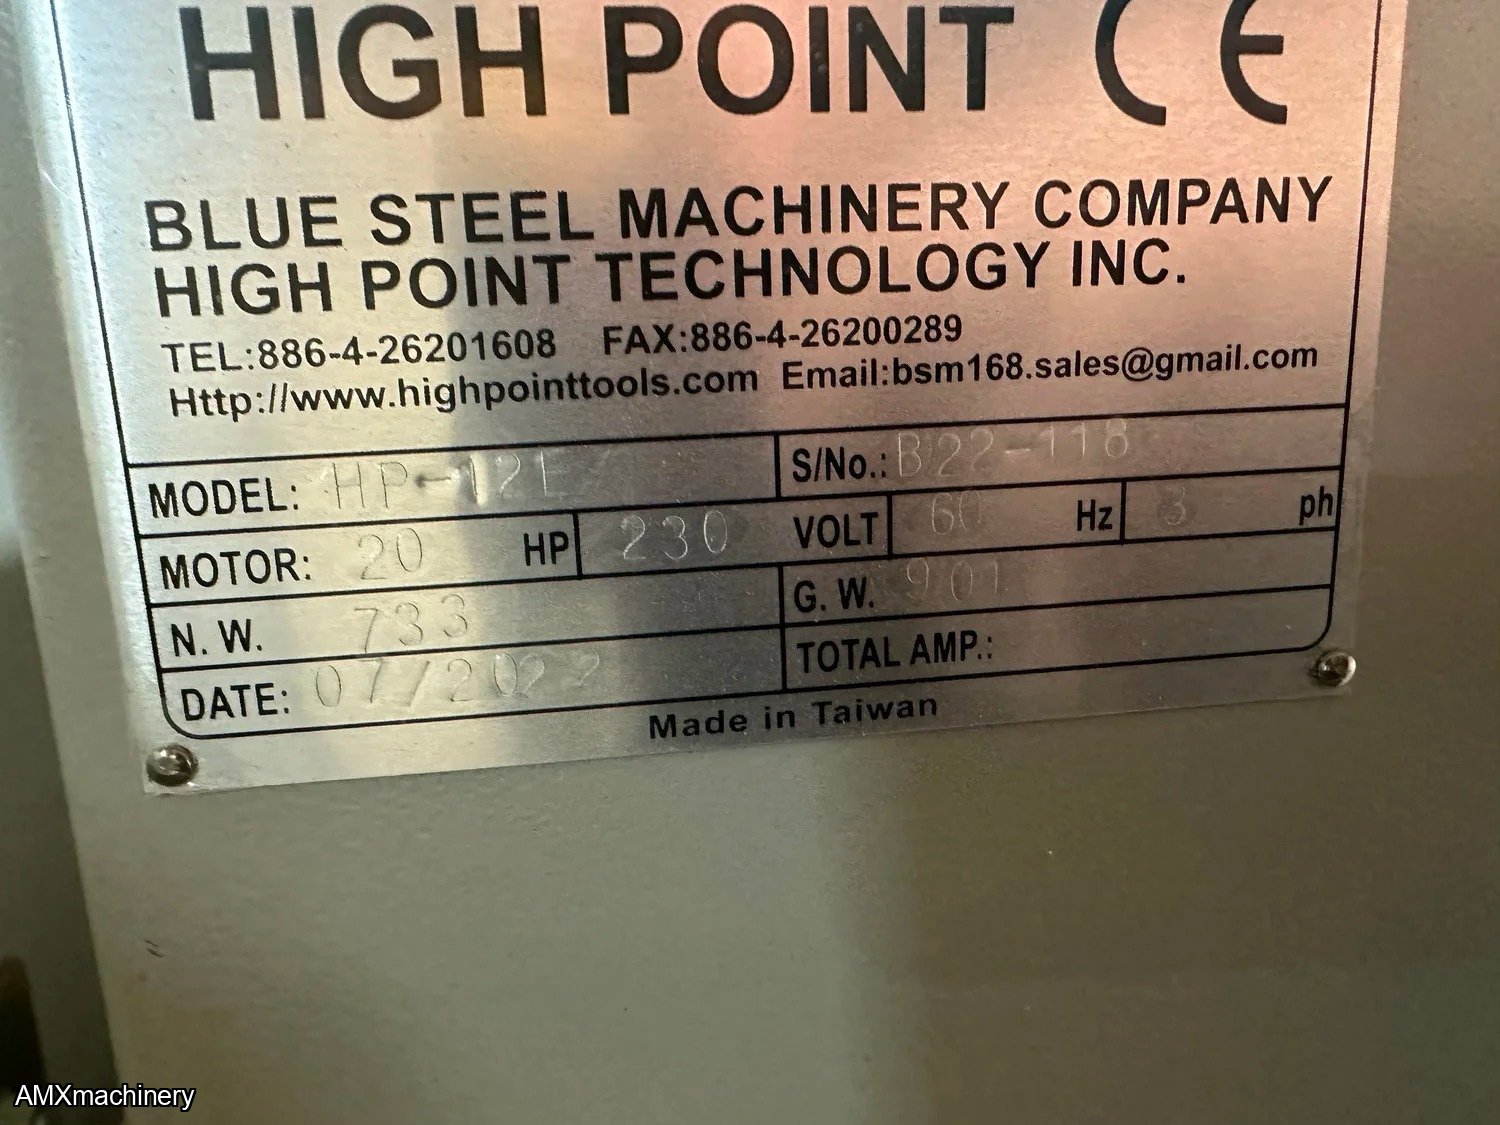 HIGH POINT CE
BLUE STEEL MACHINERY COMPANY
HIGH POINT TECHNOLOGY INC.
TEL:886-4-26201608 FAX:886-4-26200289
Http://www.highpointtools.com Email:bsm168.sales@gmail.com
MODEL: HP-12L S/No.: B22-118
MOTOR: 20 HP 230 VOLT 60 Hz 3 ph
N. W. 733 G. W. 901
DATE: 07/2022 TOTAL AMP.:
Made in Taiwan
AMXmachinery